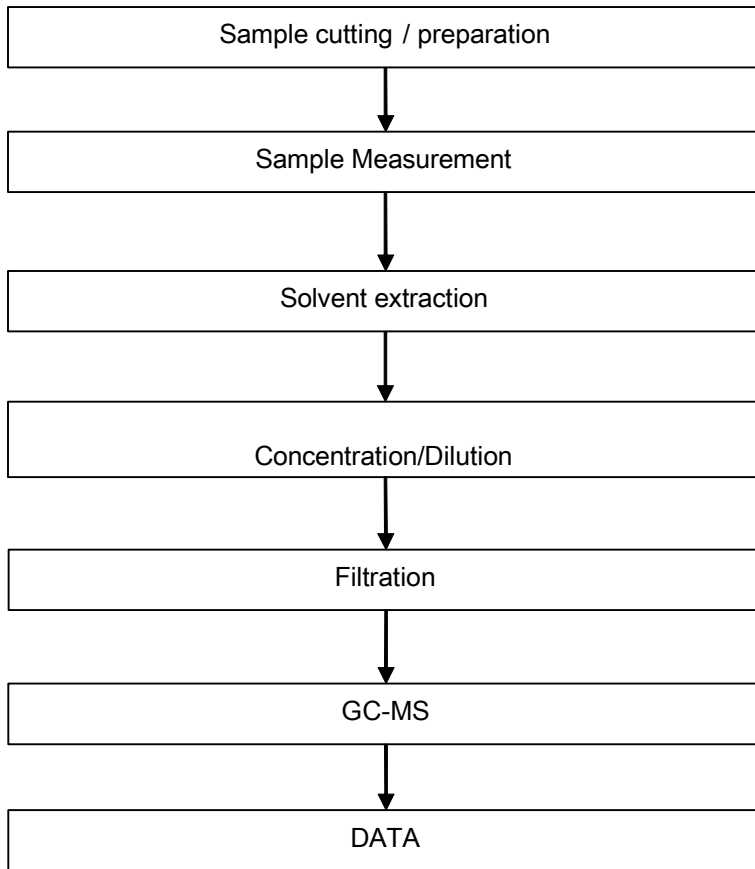 Sample cutting / preparation
Sample Measurement
Solvent extraction
Concentration/Dilution
Filtration
GC-MS
DATA